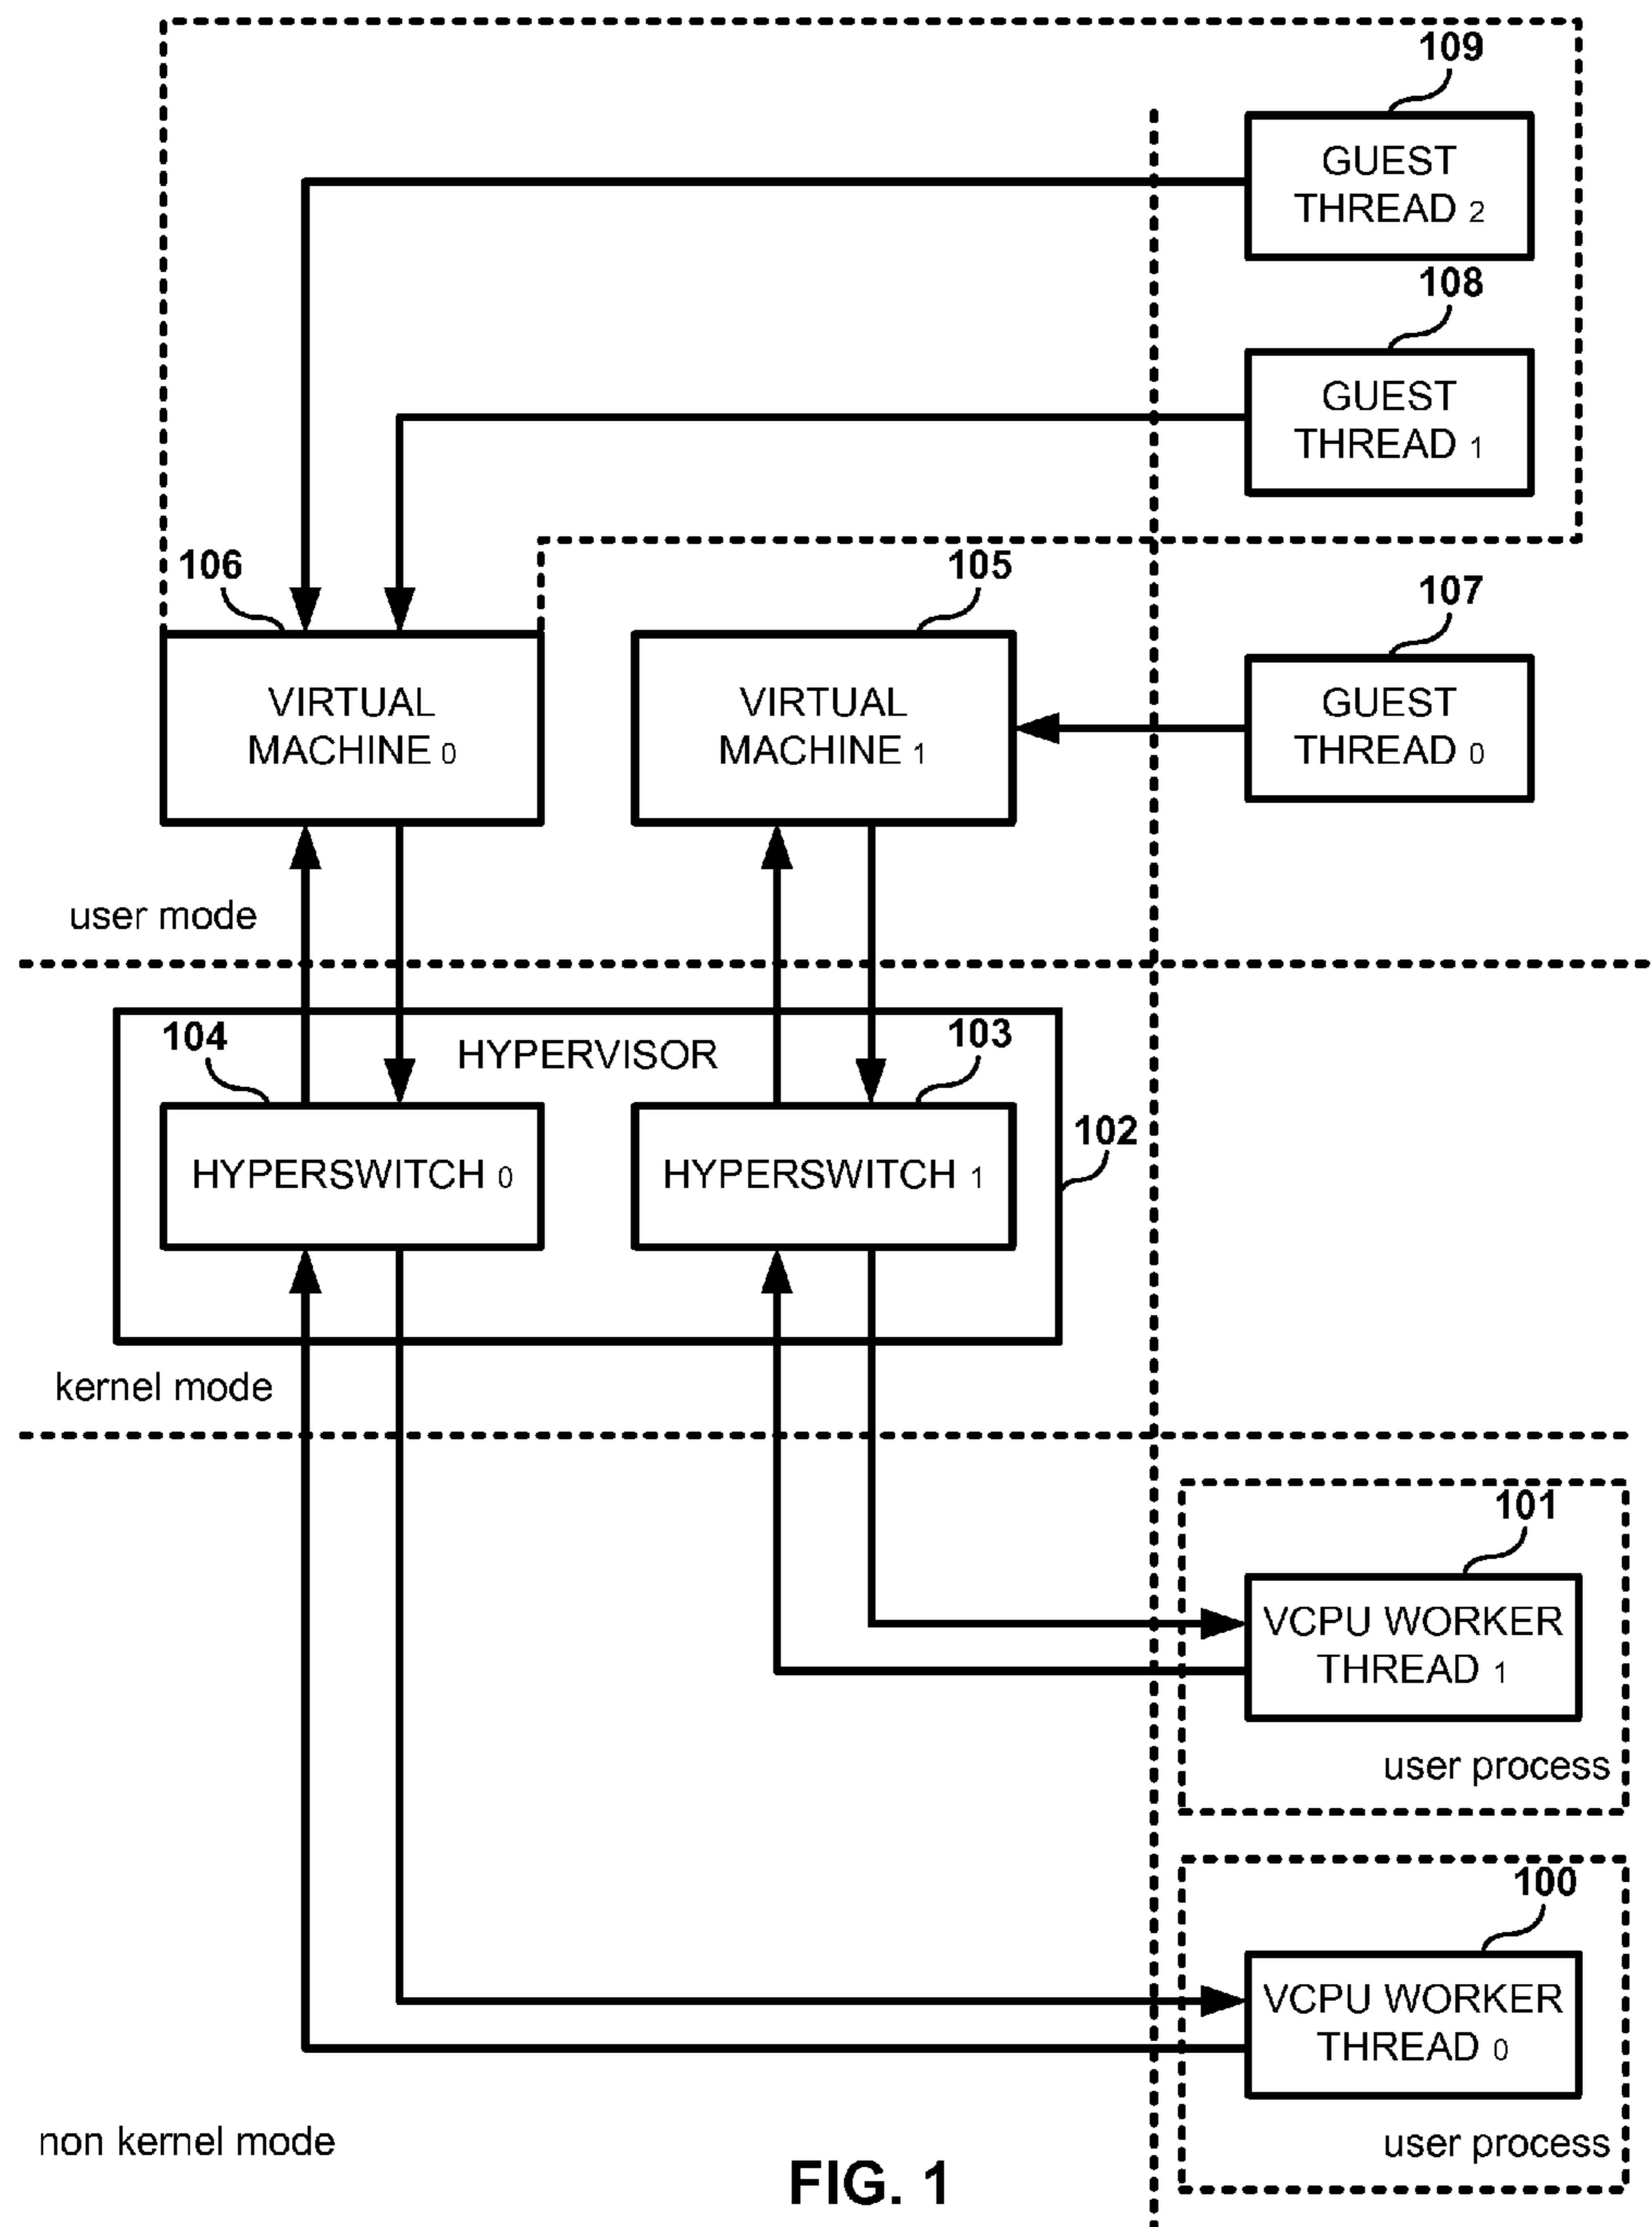 109
GUEST
THREAD 2
108
GUEST
THREAD 1
106
105
107
VIRTUAL
MACHINE 0
VIRTUAL
MACHINE 1
GUEST
THREAD 0
user mode
104
HYPERVISOR
103
102
HYPERSWITCH 0
HYPERSWITCH 1
kernel mode
101
VCPU WORKER
THREAD 1
user process
100
VCPU WORKER
THREAD 0
non kernel mode
user process
FIG. 1